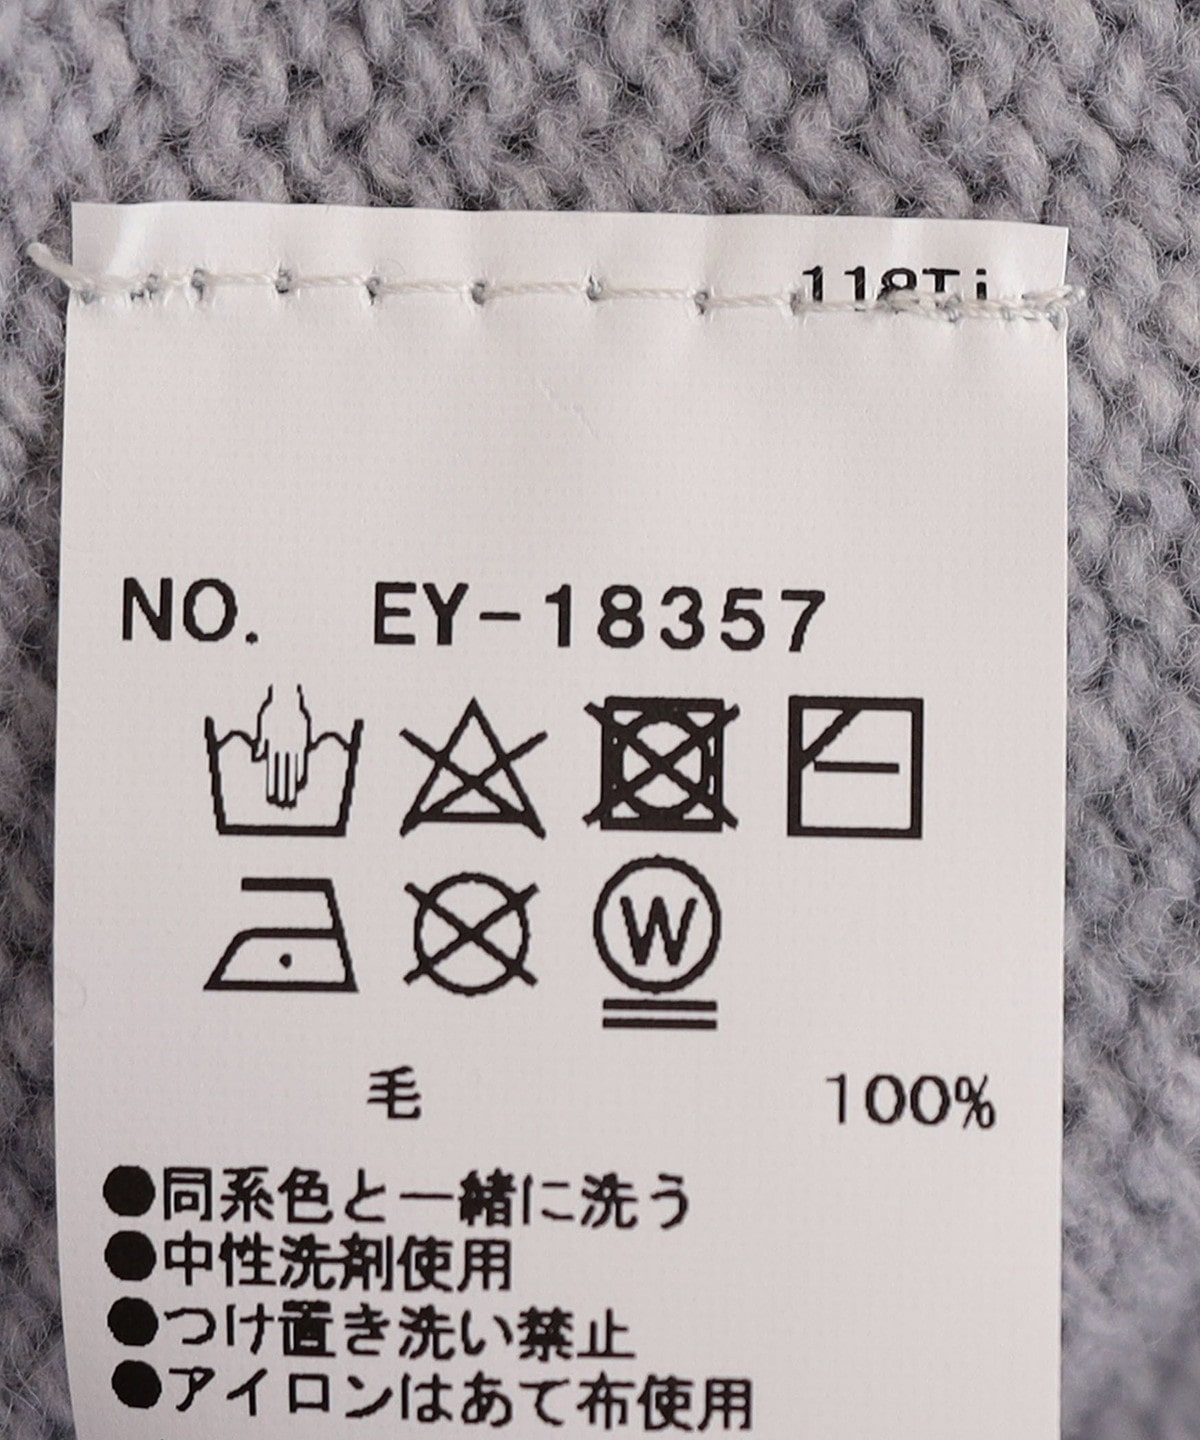 NO. EY-18357
W
毛 100%
●同系色と一緒に洗う
●中性洗剤使用
●つけ置き洗い禁止
●アイロンはあて布使用